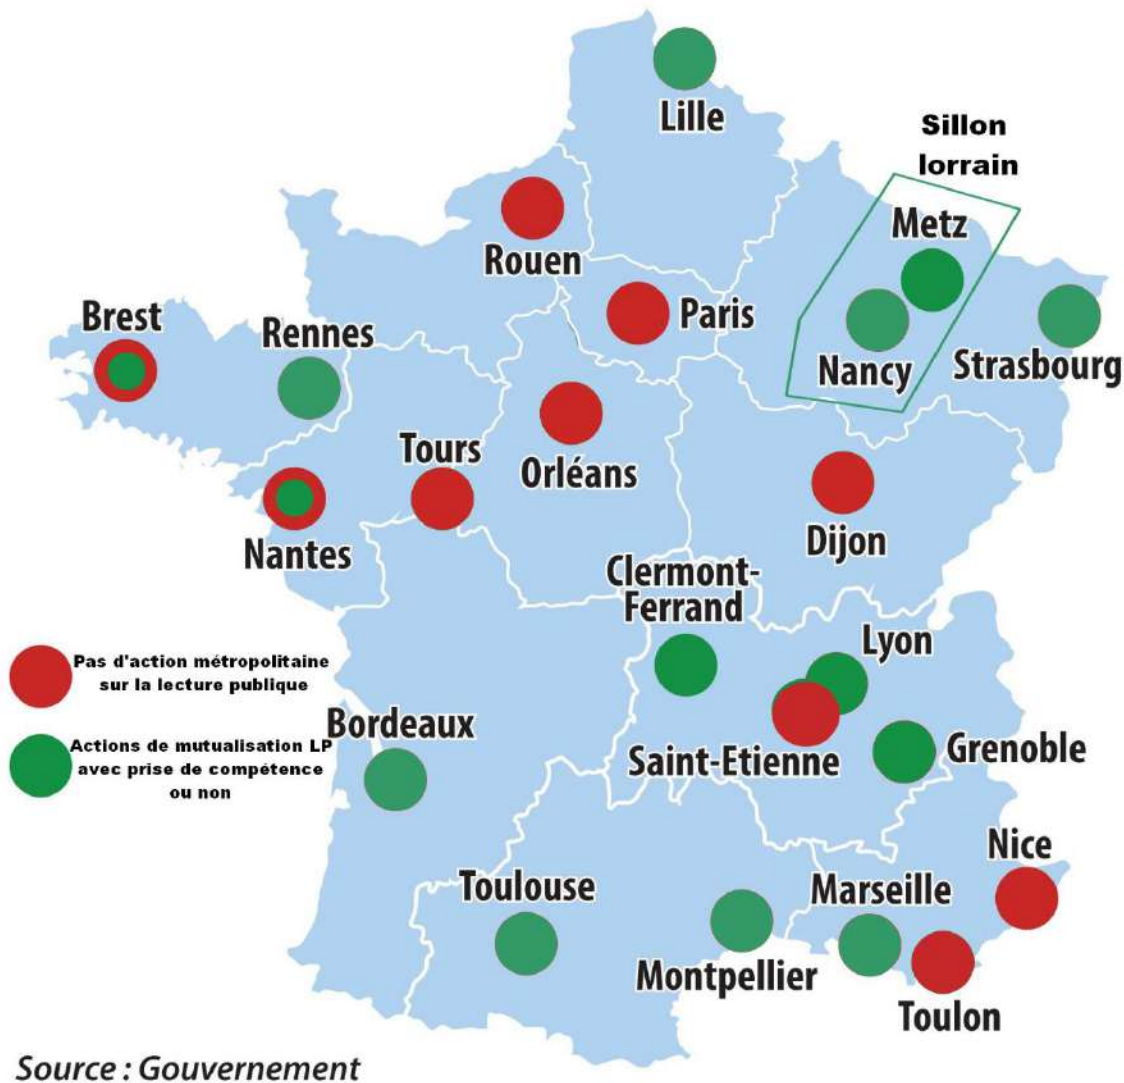 Lille
Sillon
lorrain
Metz
Rouen
Paris
Brest
Rennes
Nancy
Strasbourg
Tours
Orléans
Nantes
Dijon
Clermont-
Ferrand
Lyon
Pas d'action métropolitaine
sur la lecture publique
Bordeaux
Actions de mutualisation LP
avec prise de compétence
ou non
Saint-Etienne
Grenoble
Nice
Toulouse
Marseille
Montpellier
Toulon
Source : Gouvernement